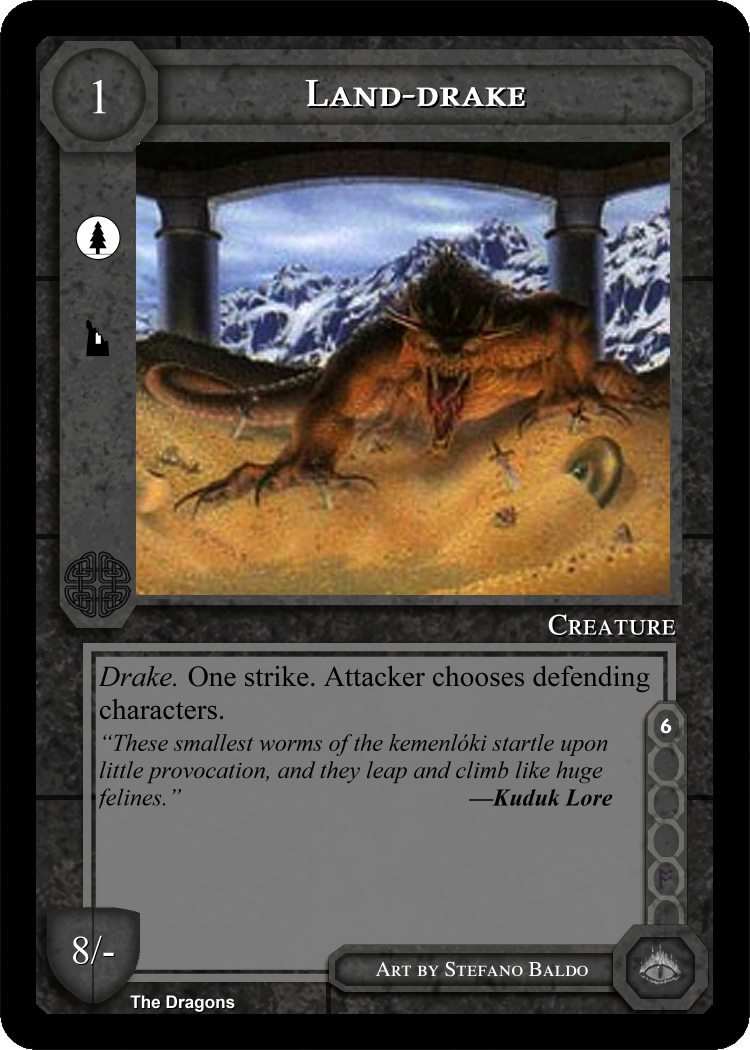 1
Land-drake
Creature
Drake. One strike. Attacker chooses defending
characters.
“These smallest worms of the kemenlóki startle upon
little provocation, and they leap and climb like huge
felines.” —Kuduk Lore
6
8/-
Art by Stefano Baldo
The Dragons